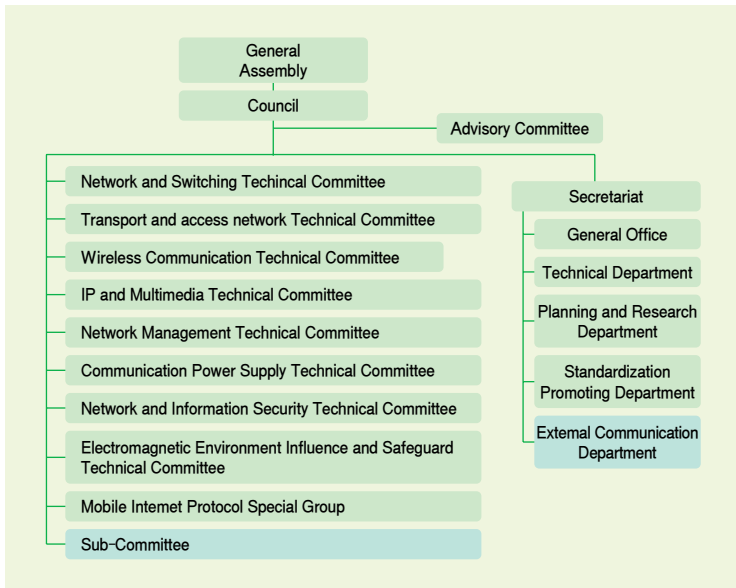 General
Assembly
Council
Advisory Committee
Network and Switching Techincal Committee
Transport and access network Technical Committee
Wireless Communication Technical Committee
IP and Multimedia Technical Committee
Network Management Technical Committee
Communication Power Supply Technical Committee
Network and Information Security Technical Committee
Electromagnetic Environment Influence and Safeguard
Technical Committee
Mobile Internet Protocol Special Group
Sub-Committee
Secretariat
General Office
Technical Department
Planning and Research
Department
Standardization
Promoting Department
External Communication
Department